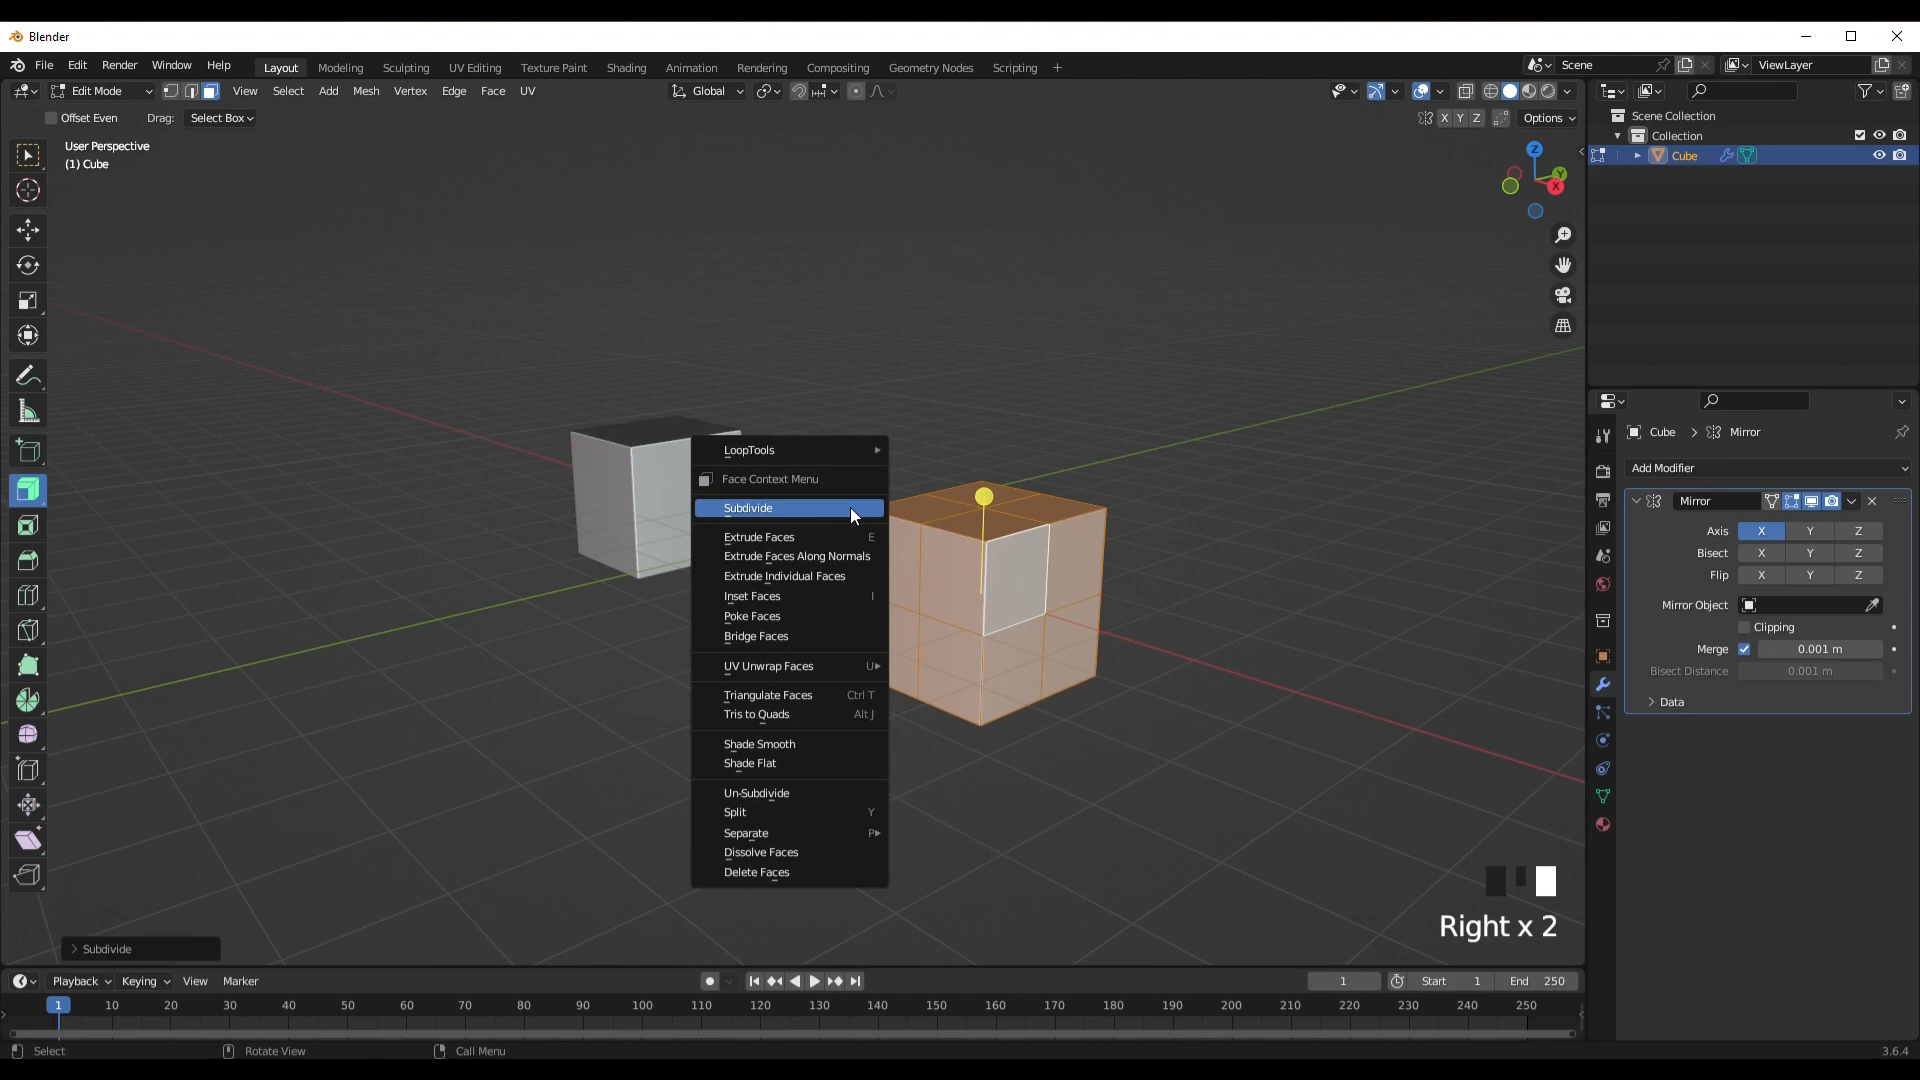 Blender
File Edit Render Window Help Layout Modeling Sculpting UV Editing Texture Paint Shading Animation Rendering Compositing Geometry Nodes Scripting + Scene ViewLayer
Edit Mode View Select Add Mesh Vertex Edge Face UV Global
Offset Even Drag: Select Box X Y Z Options
User Perspective
(1) Cube
Z
Y
X
Scene Collection
Collection
Cube
Cube > Mirror
Add Modifier
Mirror
Axis X Y Z
Bisect X Y Z
Flip X Y Z
Mirror Object
Clipping
Merge 0.001 m
Bisect Distance 0.001 m
> Data
LoopTools
Face Context Menu
Subdivide
Extrude Faces E
Extrude Faces Along Normals
Extrude Individual Faces
Inset Faces I
Poke Faces
Bridge Faces
UV Unwrap Faces U
Triangulate Faces Ctrl T
Tris to Quads Alt J
Shade Smooth
Shade Flat
Un-Subdivide
Split Y
Separate P
Dissolve Faces
Delete Faces
Right x 2
> Subdivide
Playback Keying View Marker 1 Start 1 End 250
1 10 20 30 40 50 60 70 80 90 100 110 120 130 140 150 160 170 180 190 200 210 220 230 240 250
Select Rotate View Call Menu 3.6.4